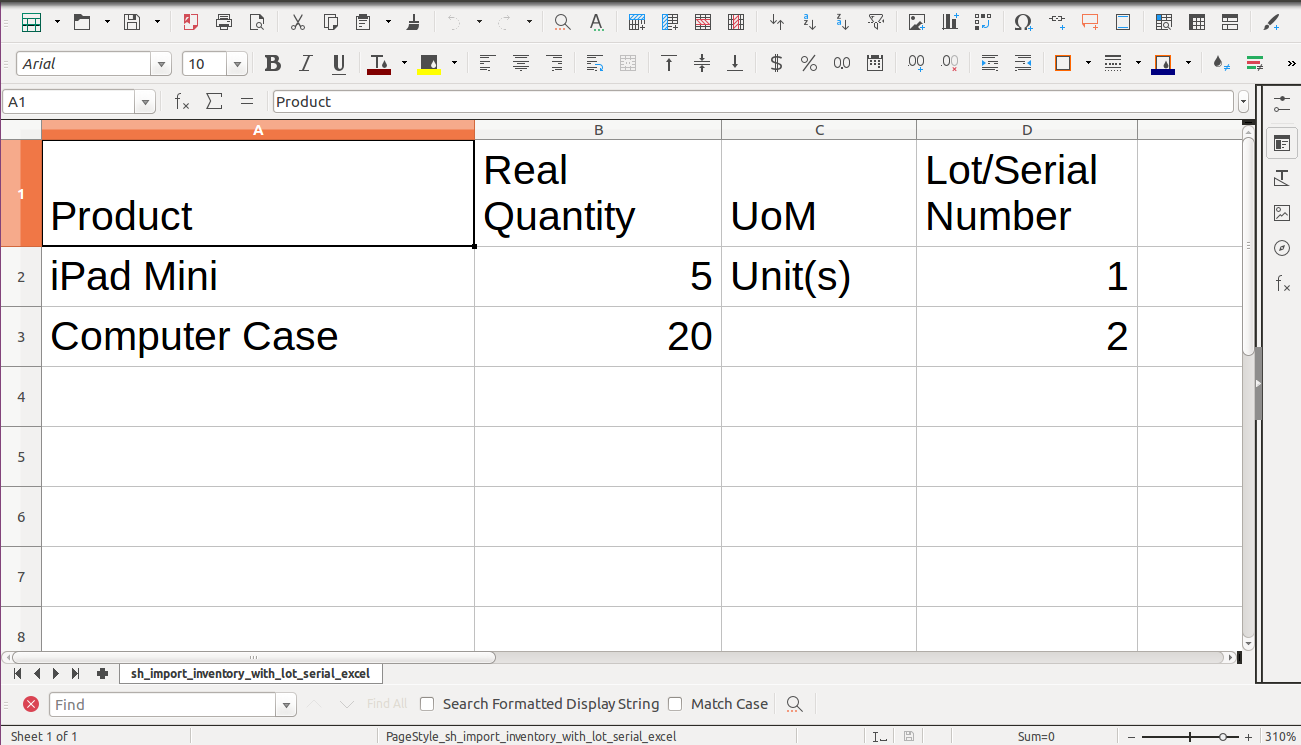 Arial
10
A1
Product
A B C D
1
Product
Real
Quantity
UoM
Lot/Serial
Number
2 iPad Mini 5 Unit(s) 1
3 Computer Case 20 2
4
5
6
7
8
sh_import_inventory_with_lot_serial_excel
Find Find All Search Formatted Display String Match Case
Sheet 1 of 1 PageStyle_sh_import_inventory_with_lot_serial_excel Sum=0 310%